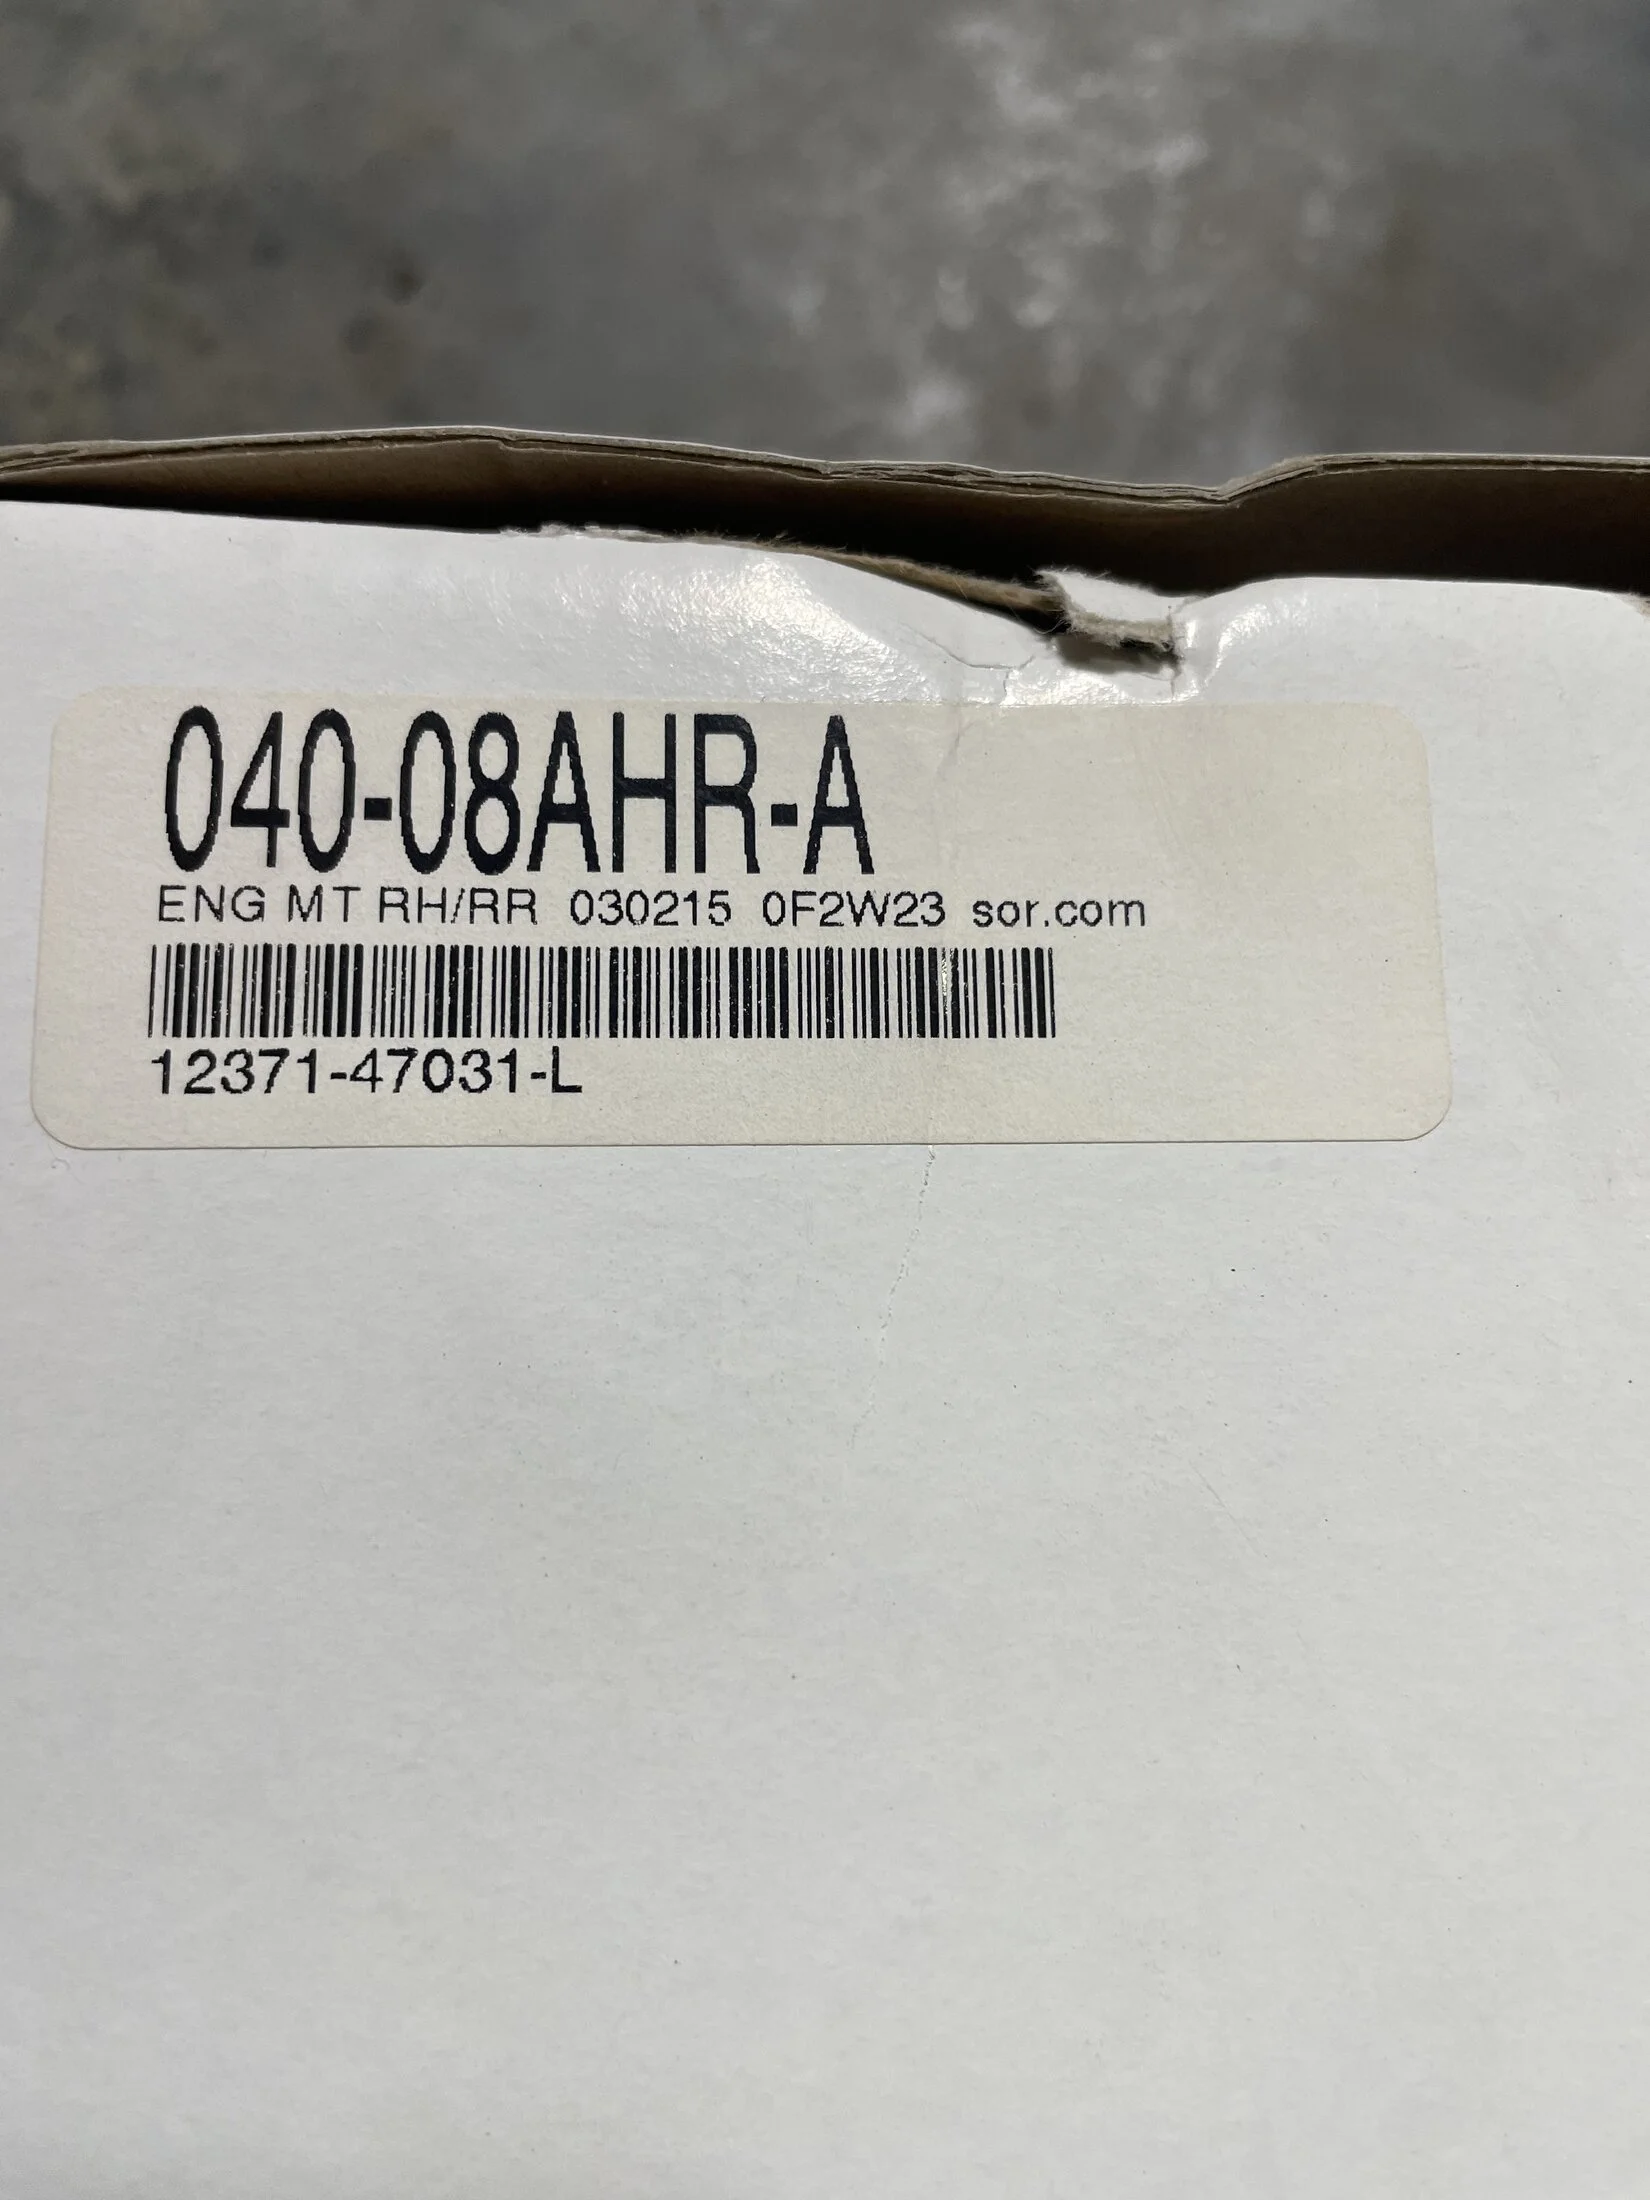 040-08AHR-A
ENG MT RH/RR 030215 0F2W23 sor.com
12371-47031-L